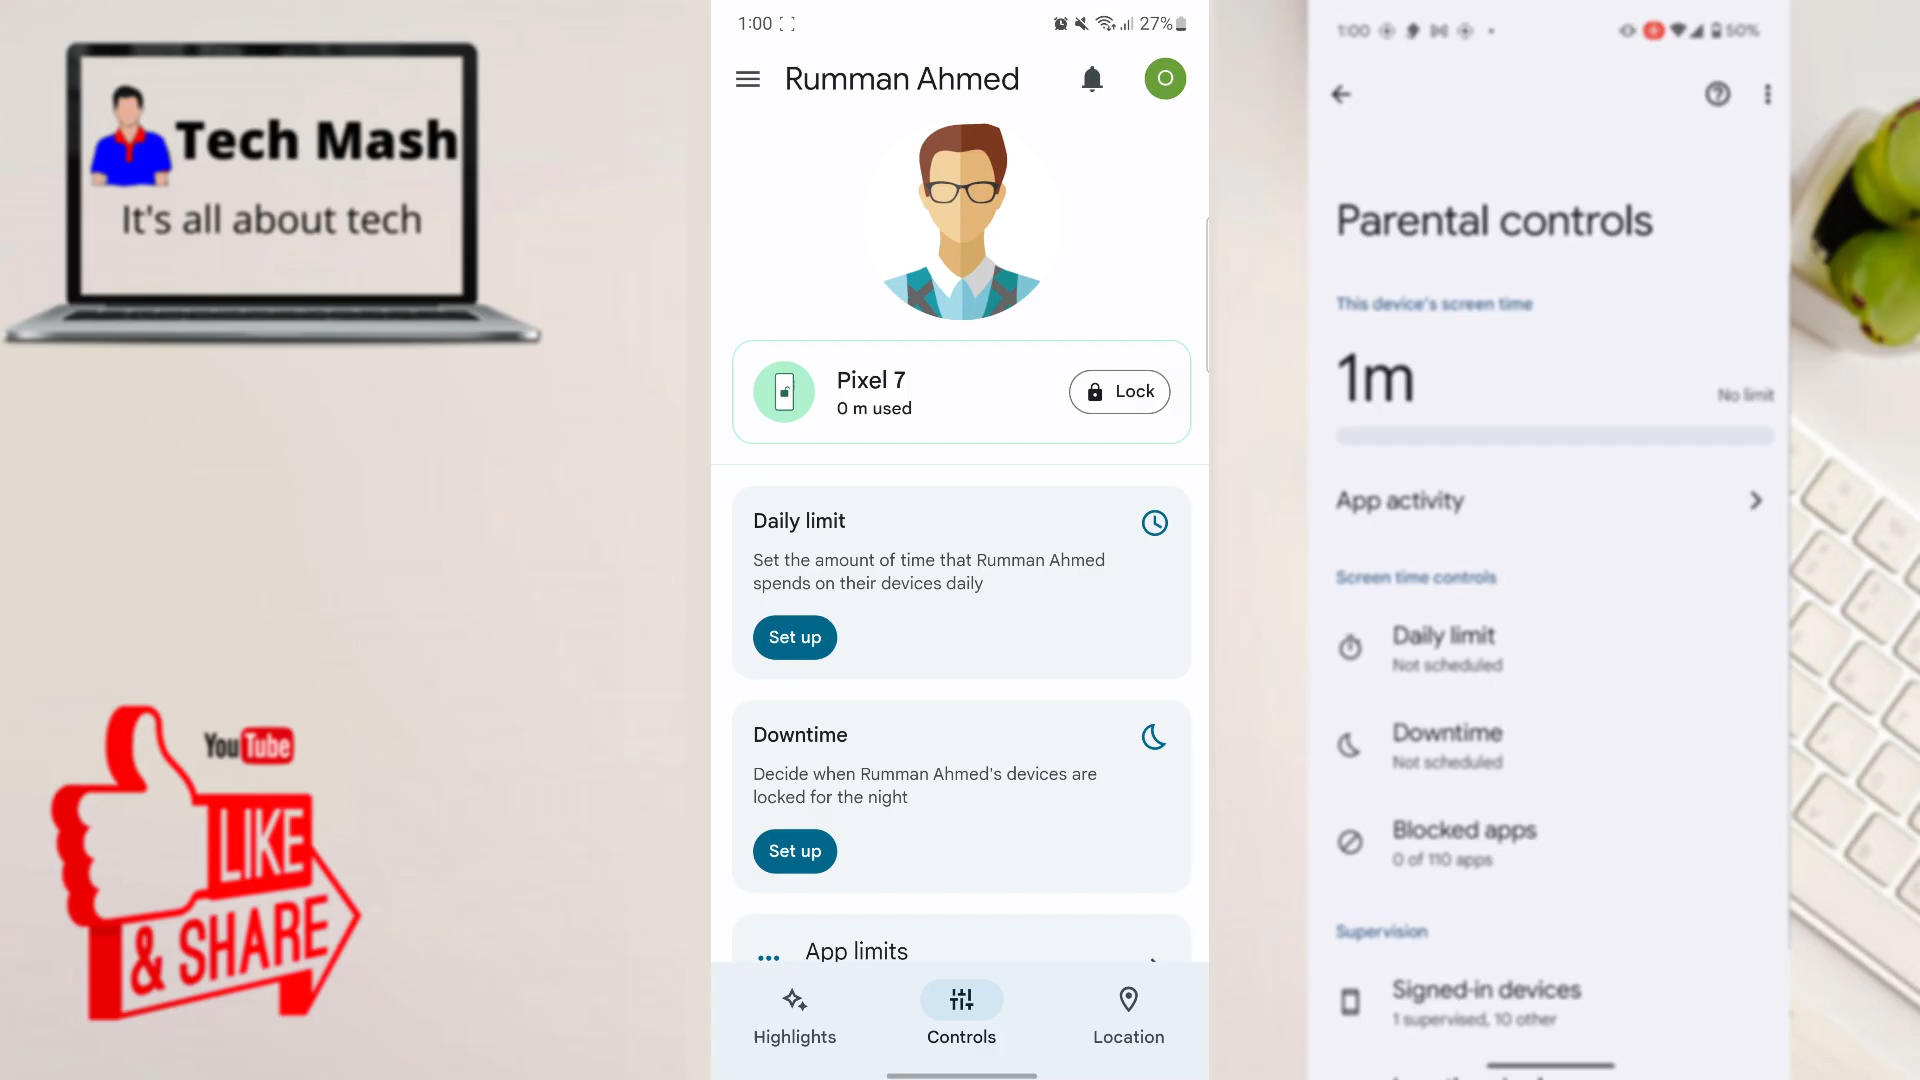 Tech Mash
It's all about tech
YouTube
LIKE
& SHARE
1:00
27%
Rumman Ahmed
O
Pixel 7
0 m used
Lock
Daily limit
Set the amount of time that Rumman Ahmed
spends on their devices daily
Set up
Downtime
Decide when Rumman Ahmed's devices are
locked for the night
Set up
App limits
Highlights
Controls
Location
1:00
50%
Parental controls
This device's screen time
1m
No limit
App activity
Screen time controls
Daily limit
Not scheduled
Downtime
Not scheduled
Blocked apps
0 of 110 apps
Supervision
Signed-in devices
1 supervised, 10 other